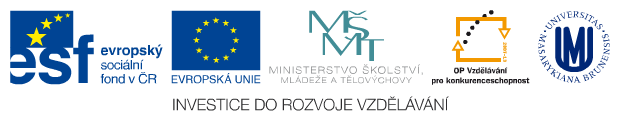 esf evropský
sociální
fond v ČR
EVROPSKÁ UNIE
MŠMT
MINISTERSTVO ŠKOLSTVÍ,
MLÁDEŽE A TĚLOVÝCHOVY
OP Vzdělávání
pro konkurenceschopnost
UNIVERSITAS
MASARYKIANA BRUNENSIS
INVESTICE DO ROZVOJE VZDĚLÁVÁNÍ